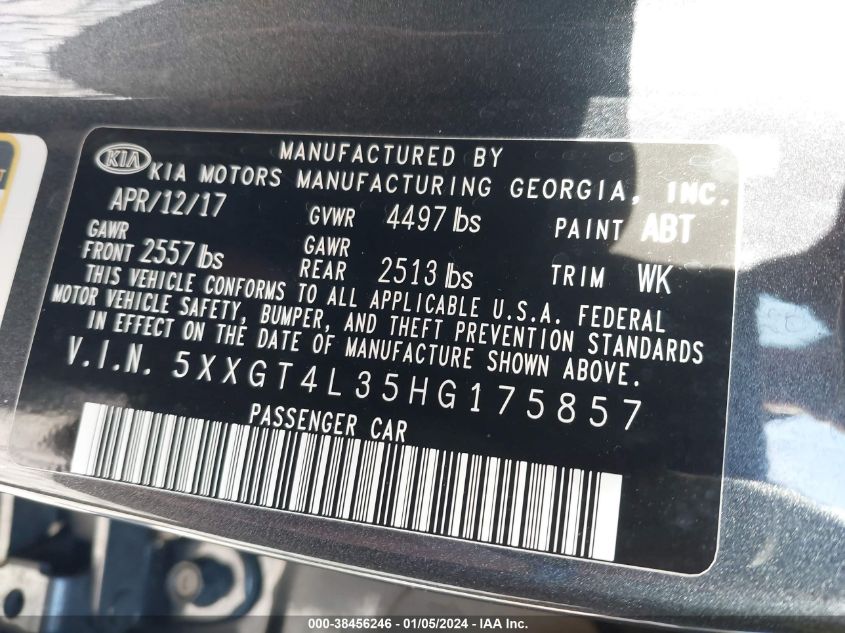 MANUFACTURED BY
KIA KIA MOTORS MANUFACTURING GEORGIA, INC.
APR/12/17 GVWR 4497 lbs PAINT ABT
GAWR FRONT 2557 lbs GAWR REAR 2513 lbs TRIM WK
THIS VEHICLE CONFORMS TO ALL APPLICABLE U.S.A. FEDERAL
MOTOR VEHICLE SAFETY, BUMPER, AND THEFT PREVENTION STANDARDS
IN EFFECT ON THE DATE OF MANUFACTURE SHOWN ABOVE.
V.I.N. 5XXGT4L35HG175857
PASSENGER CAR
000-38456246 - 01/05/2024 - IAA Inc.